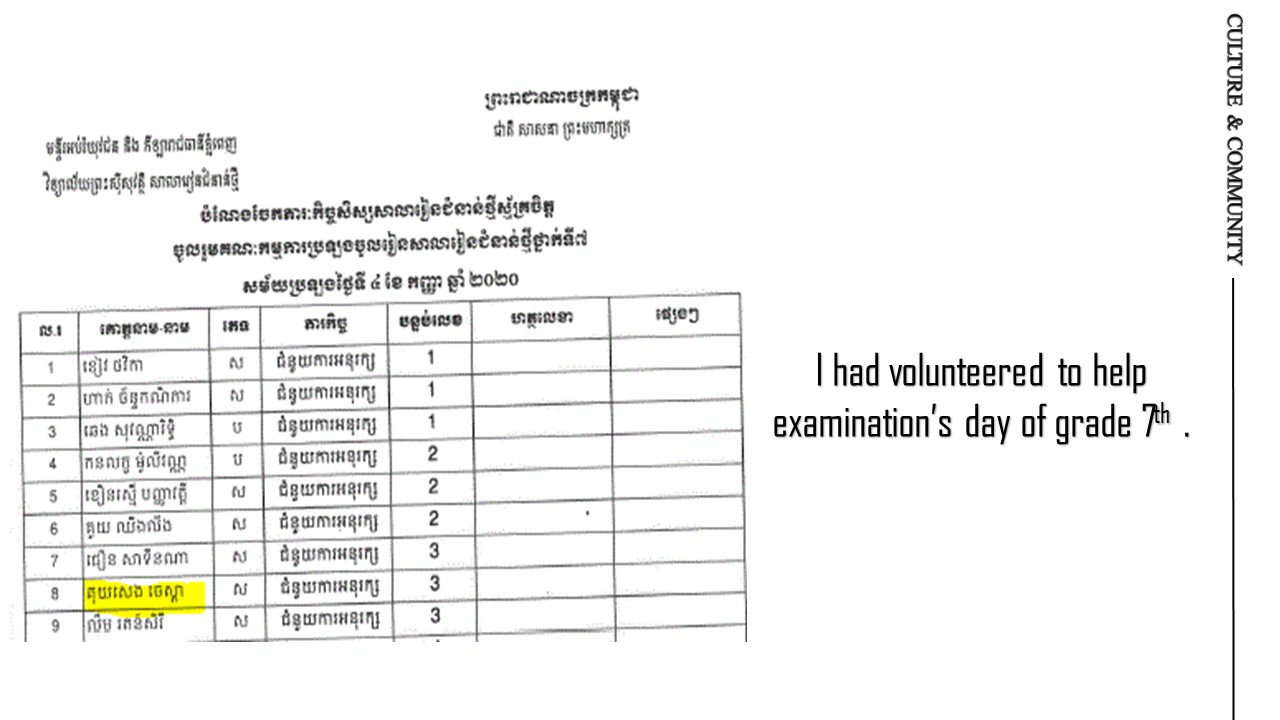 CULTURE & COMMUNITY
ព្រះរាជាណាចក្រកម្ពុជា
ជាតិ សាសនា ព្រះមហាក្សត្រ
មន្ទីរអប់រំយុវជន និង កីឡារាជធានីភ្នំពេញ
វិទ្យាល័យព្រះស៊ីសុវត្ថិ សាលារៀនជំនាន់ថ្មី
បំណែងចែកភារៈកិច្ចសិស្សសាលារៀនជំនាន់ថ្មីស្ម័គ្រចិត្ត
ចូលរួមគណៈកម្មការប្រឡងចូលរៀនសាលារៀនជំនាន់ថ្មីថ្នាក់ទី៧
សម័យប្រឡងថ្ងៃទី ៤ ខែ កញ្ញា ឆ្នាំ ២០២០
ល.រ គោត្តនាម-នាម ភេទ ភារកិច្ច បន្ទប់លេខ ហត្ថលេខា ផ្សេងៗ
1 ខៀវ ថវិកា ស ជំនួយការអនុរក្ស 1
2 ហាក់ ច័ន្ទកណិការ ស ជំនួយការអនុរក្ស 1
3 ឆេង សុវណ្ណារិទ្ធិ ប ជំនួយការអនុរក្ស 1
4 ប ជំនួយការអនុរក្ស 2
5 បញ្ញាវត្តី ស ជំនួយការអនុរក្ស 2
6 គួយ ឈីងលីង ស ជំនួយការអនុរក្ស 2
7 ជឿន សាទីនណា ស ជំនួយការអនុរក្ស 3
8 គុយសេង ចេស្តា ស ជំនួយការអនុរក្ស 3
9 លឹម រតន៍សិរី ស ជំនួយការអនុរក្ស 3
I had volunteered to help
examination's day of grade 7th .